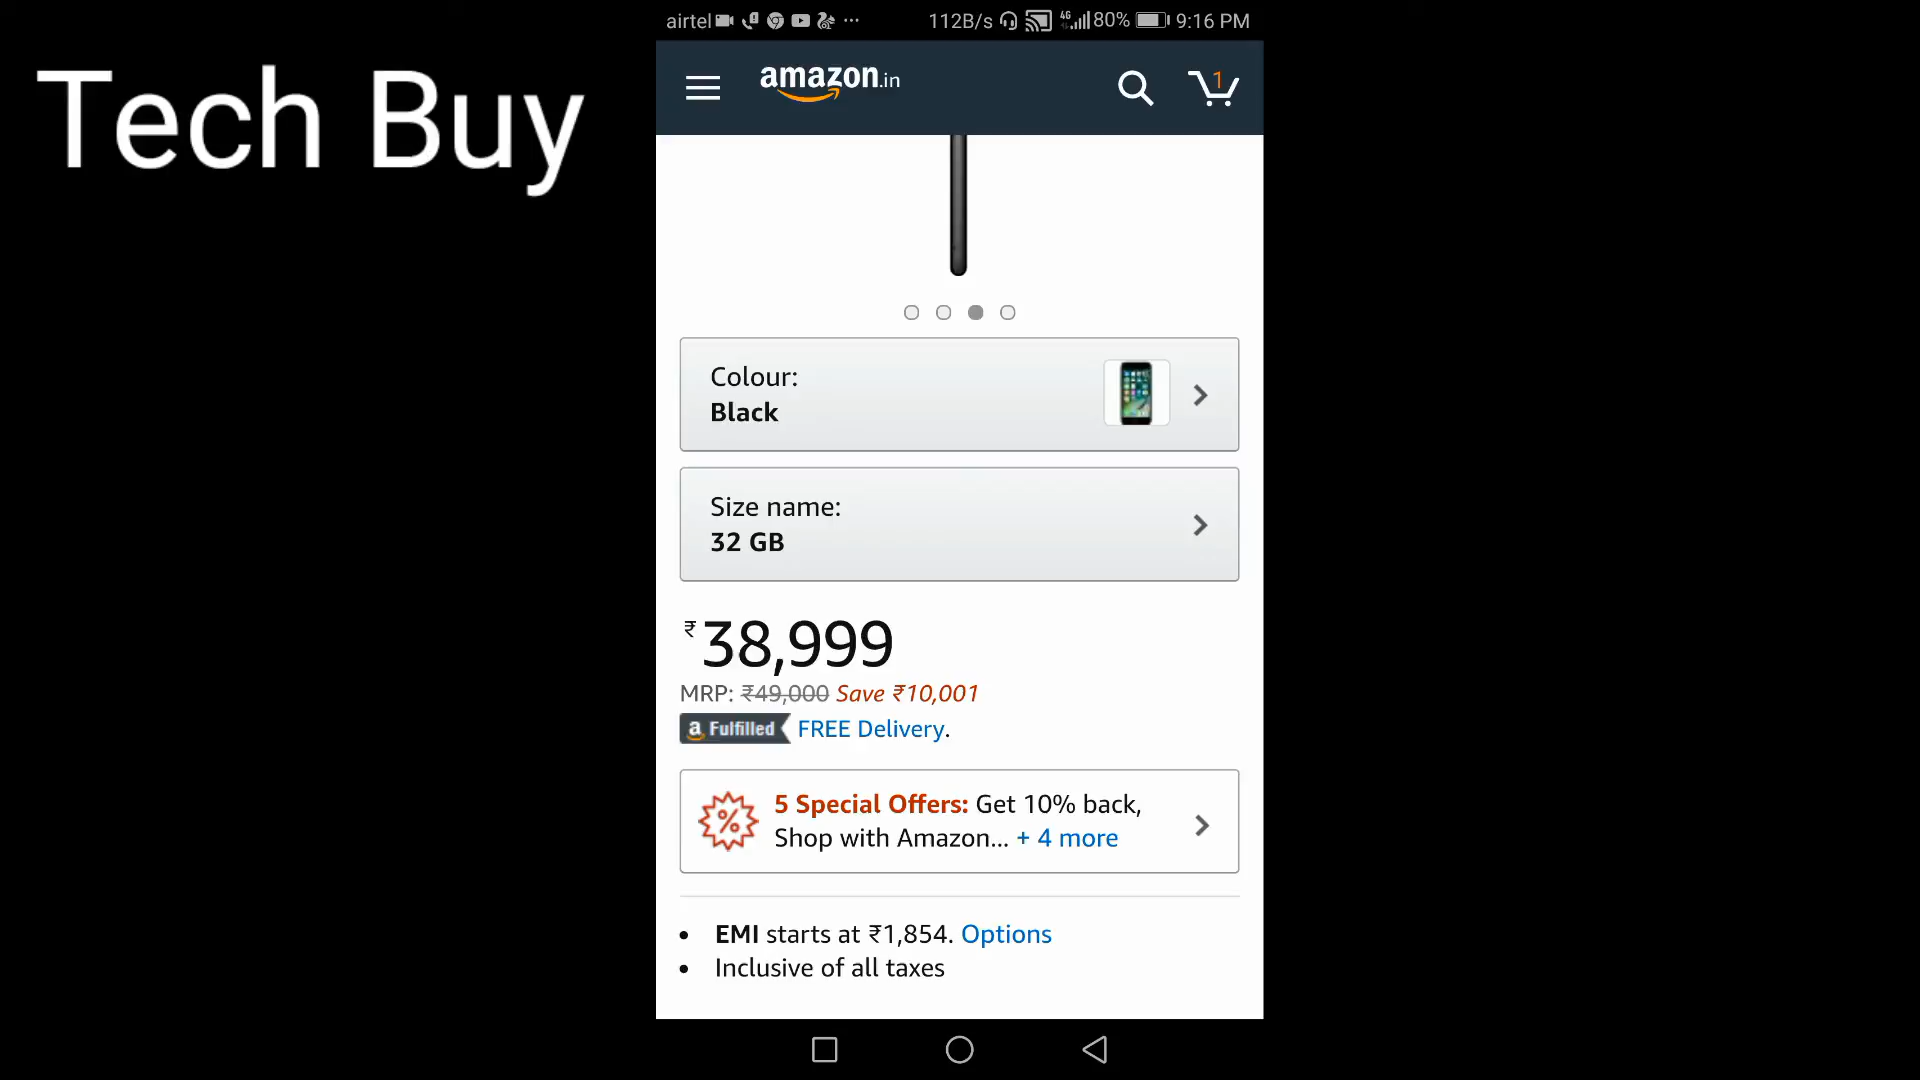 Tech Buy
airtel 112B/s 4G 80% 9:16 PM
amazon.in
1
Colour:
Black
Size name:
32 GB
₹38,999
MRP: ₹49,000 Save ₹10,001
a Fulfilled FREE Delivery.
5 Special Offers: Get 10% back,
Shop with Amazon... + 4 more
EMI starts at ₹1,854. Options
Inclusive of all taxes